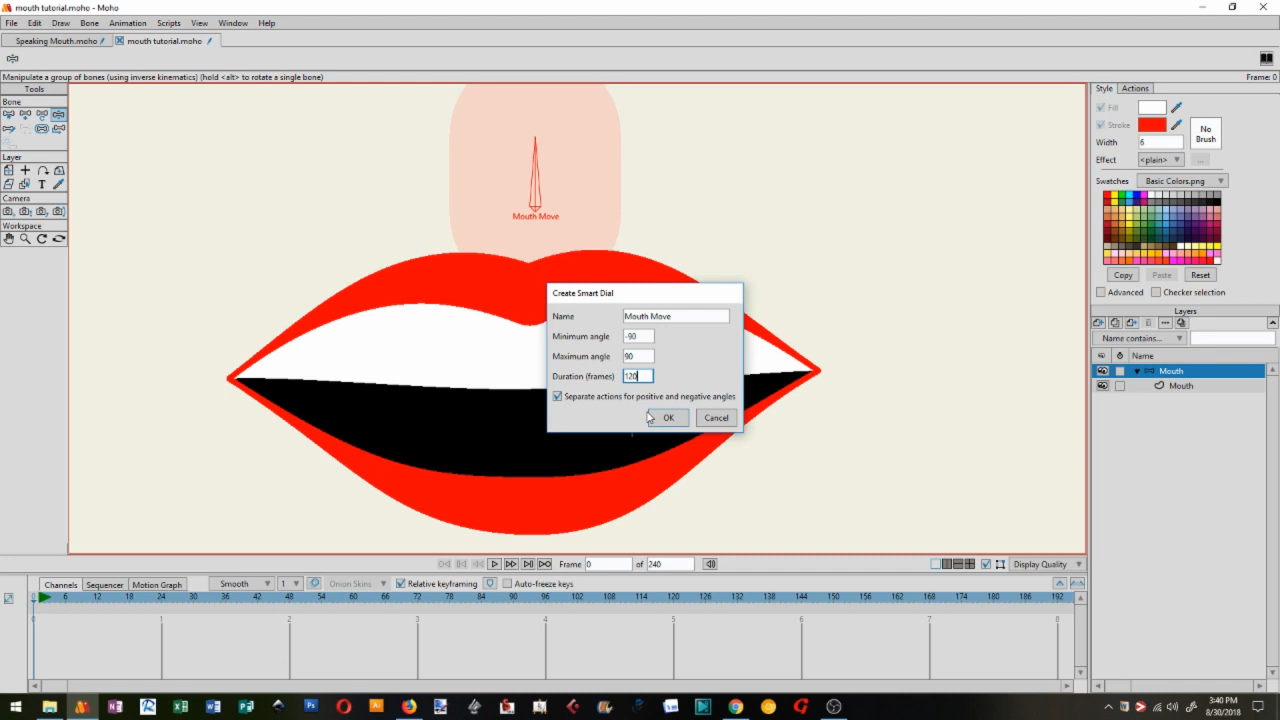 mouth tutorial.moho - Moho
File Edit Draw Bone Animation Scripts View Window Help
Speaking Mouth.moho mouth tutorial.moho
Manipulate a group of bones (using inverse kinematics) (hold <alt> to rotate a single bone) Frame: 0
Tools
Bone
Layer
Camera
Workspace
Mouth Move
Create Smart Dial
Name Mouth Move
Minimum angle -90
Maximum angle 90
Duration (frames) 120
Separate actions for positive and negative angles
OK Cancel
Style Actions
Fill
Stroke
No Brush
Width 6
Effect <plain> ...
Swatches Basic Colors.png
Copy Paste Reset
Advanced Checker selection
Layers
Name contains...
Name
Mouth
Mouth
Frame 0 of 240 Display Quality
Channels Sequencer Motion Graph Smooth 1 Onion Skins Relative keyframing Auto-freeze keys
0 6 12 18 24 30 36 42 48 54 60 66 72 78 84 90 96 102 108 114 120 126 132 138 144 150 156 162 168 174 180 186 192
0 1 2 3 4 5 6 7 8
3:40 PM
8/30/2018